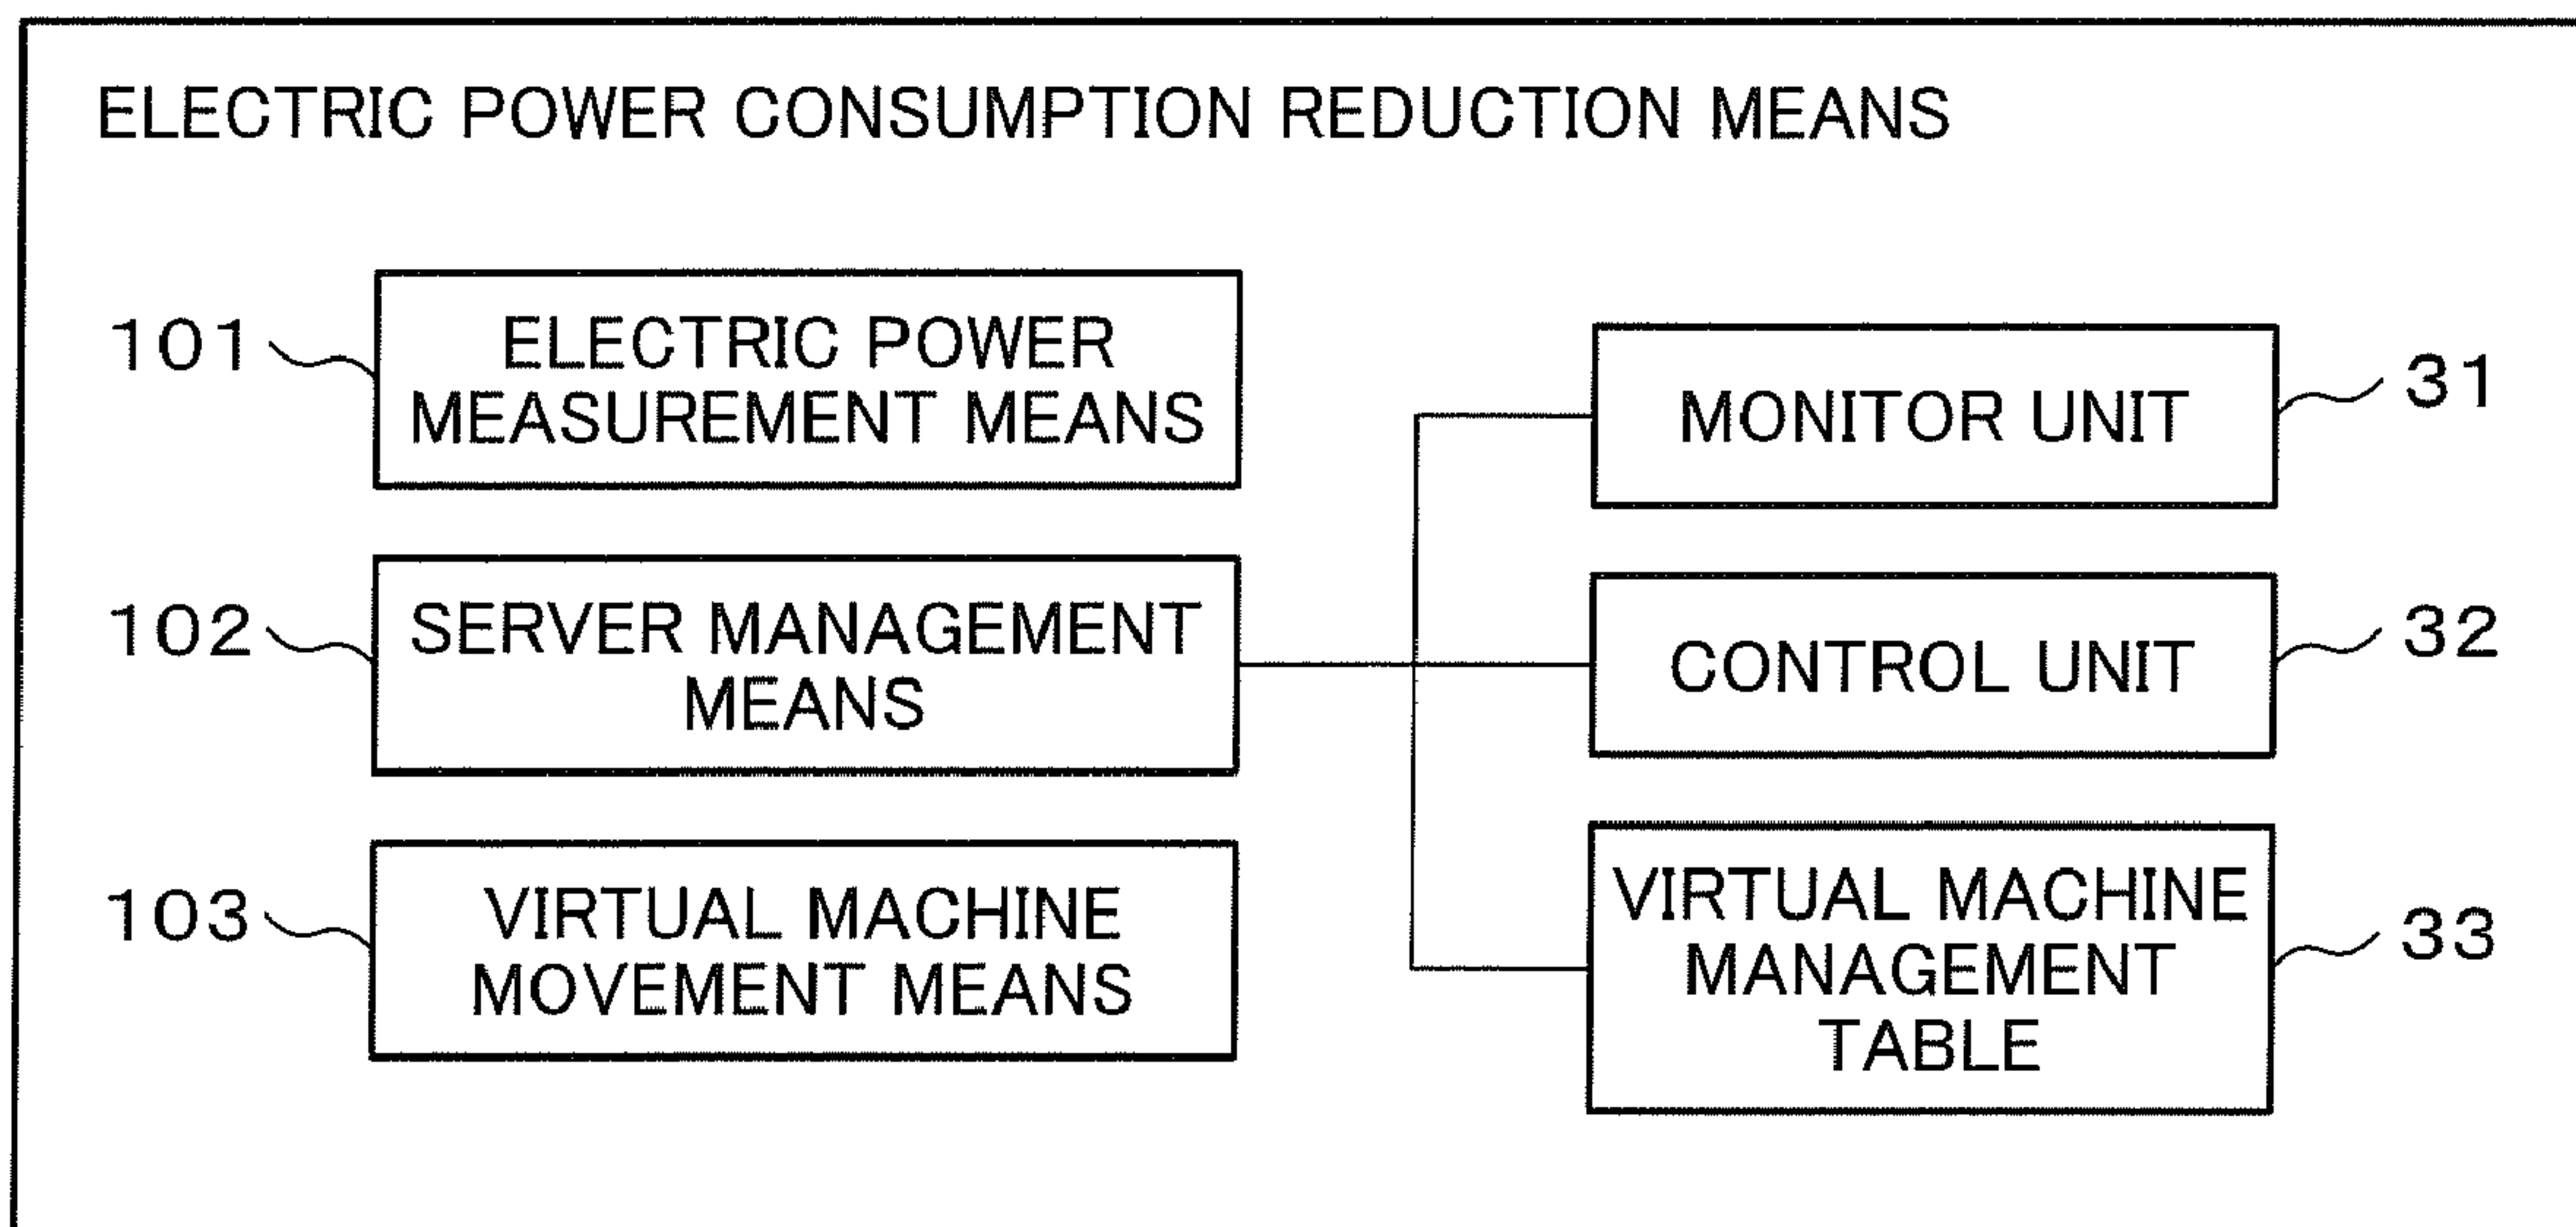 ELECTRIC POWER CONSUMPTION REDUCTION MEANS
101
ELECTRIC POWER
MEASUREMENT MEANS
102
SERVER MANAGEMENT
MEANS
103
VIRTUAL MACHINE
MOVEMENT MEANS
MONITOR UNIT
31
CONTROL UNIT
32
VIRTUAL MACHINE
MANAGEMENT
TABLE
33